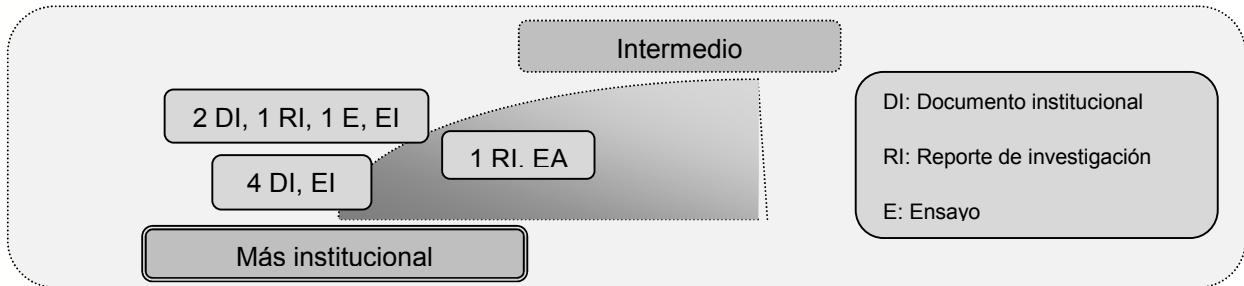 Intermedio
2 DI, 1 RI, 1 E, EI
1 RI. EA
4 DI, EI
Más institucional
DI: Documento institucional
RI: Reporte de investigación
E: Ensayo